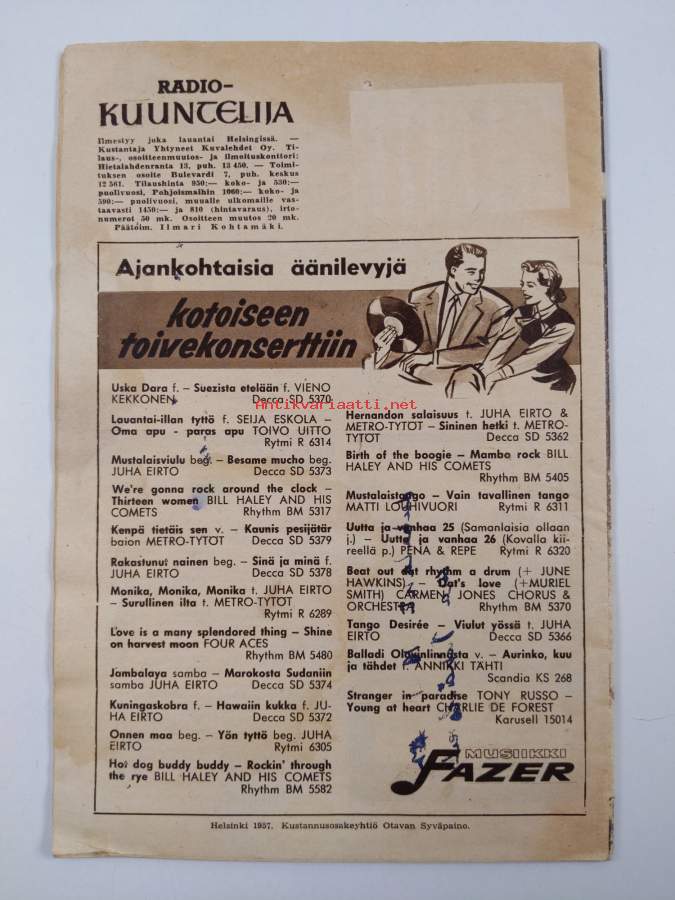 RADIO-
KUUNTELIJA
Ilmestyy joka lauantai Helsingissä. —
Kustantaja Yhtyneet Kuvalehdet Oy. Ti-
laus-, osoitteenmuutos- ja ilmoituskonttori:
Hietalahdenranta 13, puh. 13 450. — Toimi-
tuksen osoite Bulevardi 7, puh. keskus
12 561. Tilaushinta 950:— koko- ja 530:—
puolivuosi, Pohjoismaihin 1060:— koko- ja
590:— puolivuosi, muualle ulkomaille vas-
taavasti 1450:— ja 810 (hintavaraus), irto-
numerot 50 mk. Osoitteen muutos 20 mk.
Päätoim. Ilmari Kohtamäki.
Ajankohtaisia äänilevyjä
kotoiseen
toivekonserttiin
Uska Dara f. – Suezista etelään f. VIENO
KEKKONEN Decca SD 5370
Lauantai-illan tyttö f. SEIJA ESKOLA –
Oma apu - paras apu TOIVO UITTO
Rytmi R 6314
Mustalaisviulu beg. – Besame mucho beg.
JUHA EIRTO Decca SD 5373
We're gonna rock around the clock –
Thirteen women BILL HALEY AND HIS
COMETS Rhythm BM 5317
Kenpä tietäis sen v. – Kaunis pesijätär
baion METRO-TYTÖT Decca SD 5379
Rakastunut nainen beg. – Sinä ja minä f.
JUHA EIRTO Decca SD 5378
Monika, Monika, Monika t. JUHA EIRTO
– Surullinen ilta t. METRO-TYTÖT
Rytmi R 6289
Love is a many splendored thing – Shine
on harvest moon FOUR ACES
Rhythm BM 5480
Jambalaya samba – Marokosta Sudaniin
samba JUHA EIRTO Decca SD 5374
Kuningaskobra f. – Hawaiin kukka f. JU-
HA EIRTO Decca SD 5372
Onnen maa beg. – Yön tyttö beg. JUHA
EIRTO Rytmi 6305
Hot dog buddy buddy – Rockin' through
the rye BILL HALEY AND HIS COMETS
Rhythm BM 5582
Hernandon salaisuus t. JUHA EIRTO &
METRO-TYTÖT – Sininen hetki t. METRO-
TYTÖT Decca SD 5362
Birth of the boogie – Mambo rock BILL
HALEY AND HIS COMETS
Rhythm BM 5405
Mustalaistango – Vain tavallinen tango
MATTI LOUHIVUORI Rytmi R 6311
Uutta ja vanhaa 25 (Samanlaisia ollaan
j.) – Uutta ja vanhaa 26 (Kovalla kii-
reellä p.) PENA & REPE Rytmi R 6320
Beat out dat rhythm a drum (+ JUNE
HAWKINS) – Dat's love (+MURIEL
SMITH) CARMEN JONES CHORUS &
ORCHESTER Rhythm BM 5370
Tango Desirée – Viulut yössä t. JUHA
EIRTO Decca SD 5366
Balladi Olavinlinnasta v. – Aurinko, kuu
ja tähdet f. ANNIKKI TÄHTI
Scandia KS 268
Stranger in paradise TONY RUSSO –
Young at heart CHARLIE DE FOREST
Karusell 15014
MUSIIKKI
FAZER
Helsinki 1957. Kustannusosakeyhtiö Otavan Syväpaino.
Antikvariaatti.net